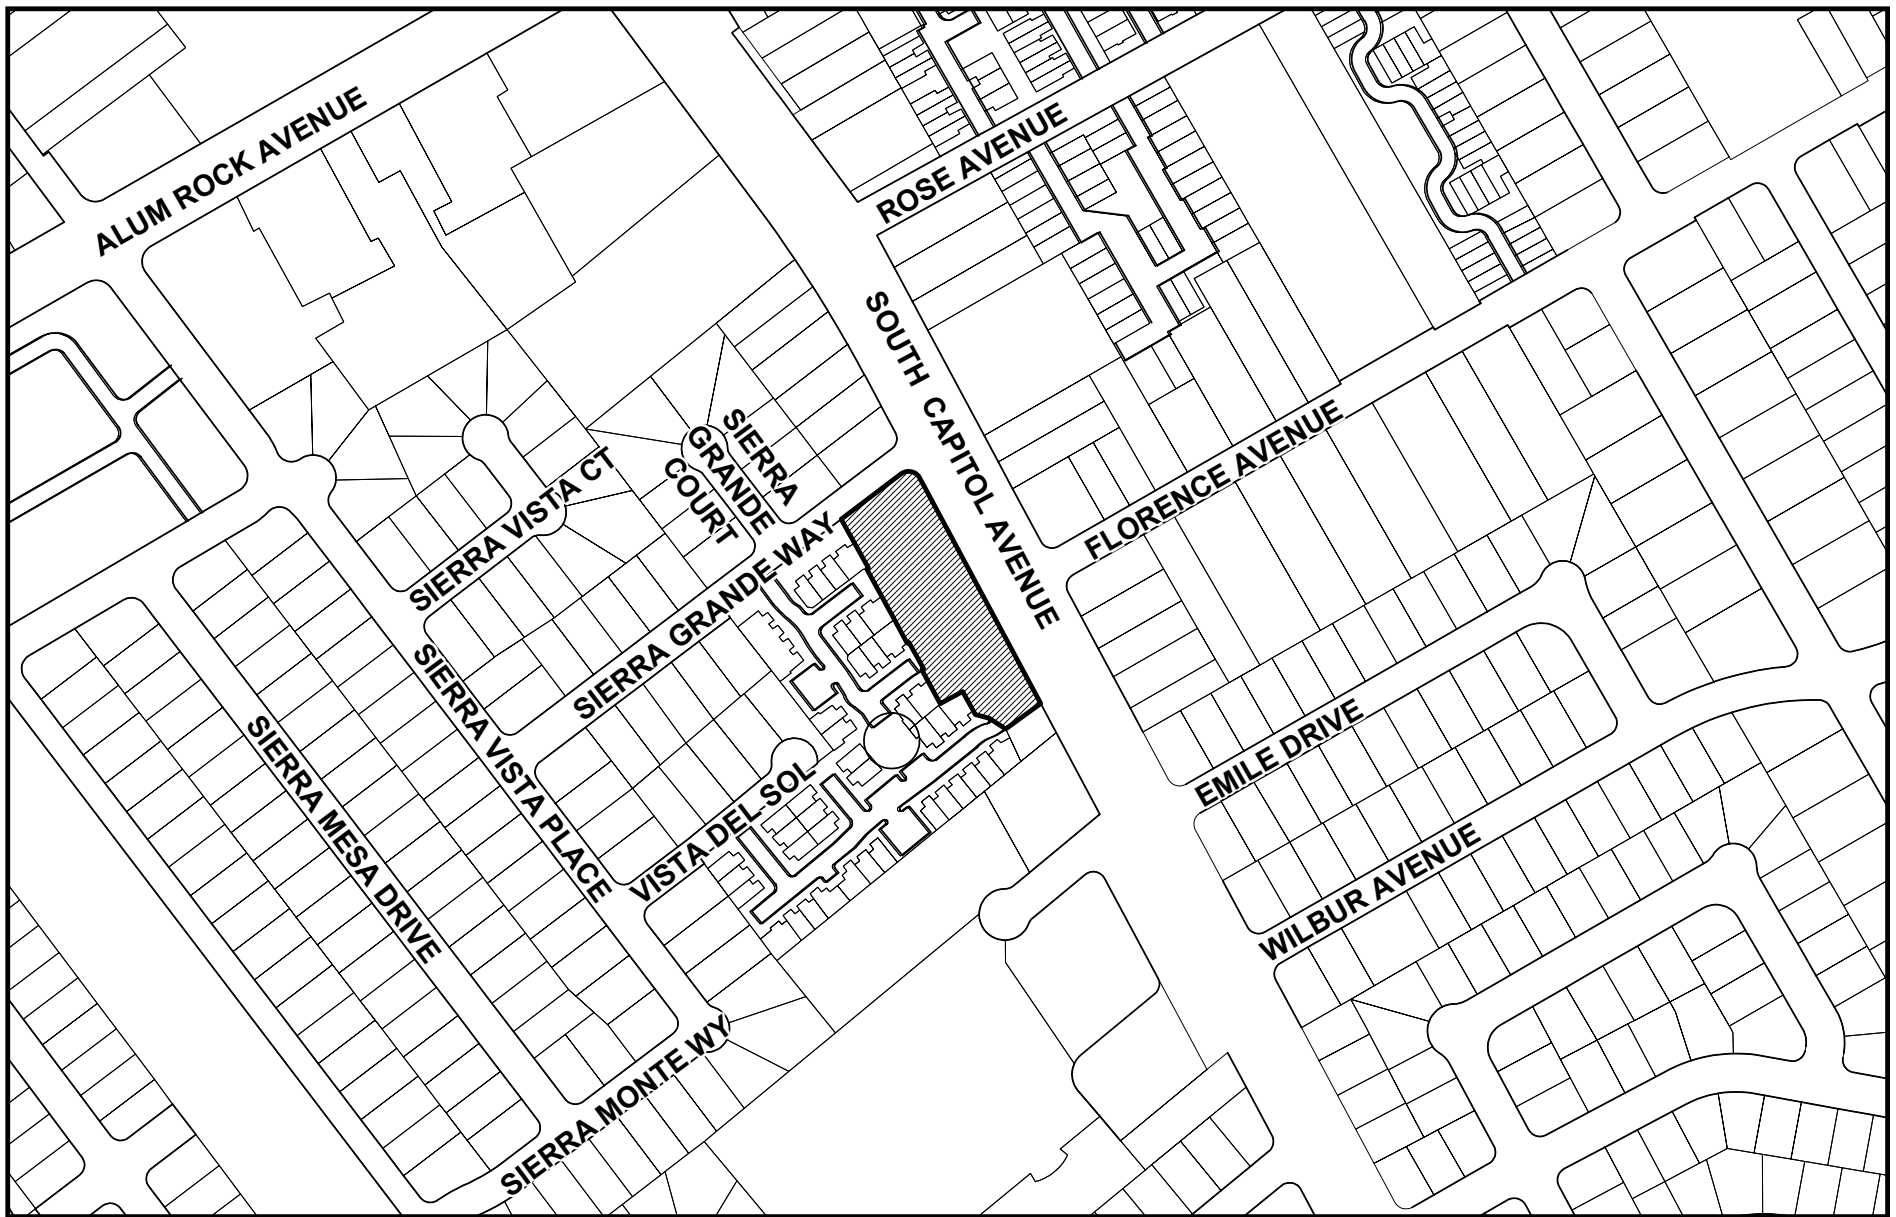 ALUM ROCK AVENUE
ROSE AVENUE
SOUTH CAPITOL AVENUE
FLORENCE AVENUE
SIERRA
GRANDE
COURT
SIERRA VISTA CT
SIERRA GRANDE WAY
SIERRA VISTA PLACE
SIERRA MESA DRIVE
VISTA DEL SOL
EMILE DRIVE
WILBUR AVENUE
SIERRA MONTE WY